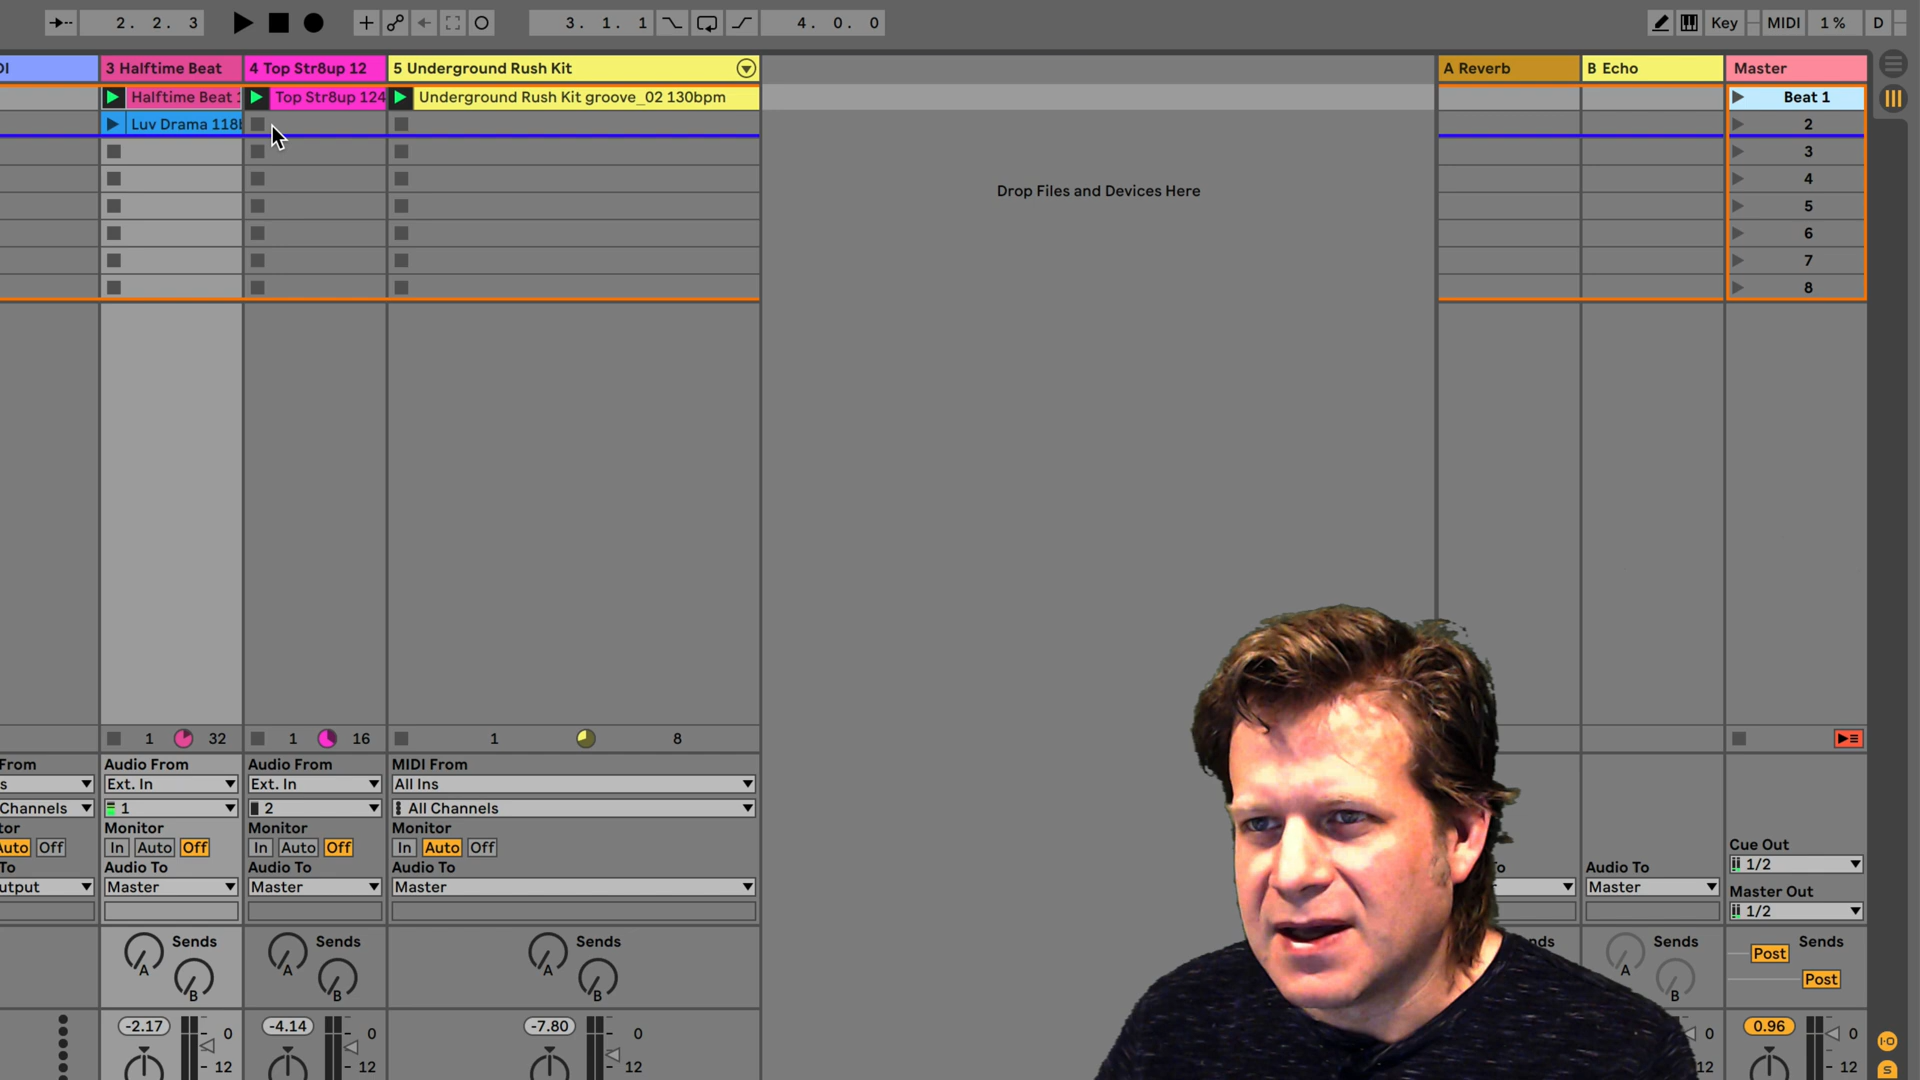 2. 2. 3
3. 1. 1
4. 0. 0
Key
MIDI
1 %
D
3 Halftime Beat
4 Top Str8up 12
5 Underground Rush Kit
A Reverb
B Echo
Master
Halftime Beat
Top Str8up 124
Underground Rush Kit groove_02 130bpm
Beat 1
Luv Drama 118
2
3
Drop Files and Devices Here
4
5
6
7
8
1 32
1 16
1 8
From
Audio From
Audio From
MIDI From
Ext. In
Ext. In
All Ins
Channels
1
2
All Channels
Monitor
Monitor
Monitor
Auto Off
In Auto Off
In Auto Off
In Auto Off
Cue Out
1/2
To
Audio To
Audio To
Audio To
Audio To
Master
Master
Master
Master
Master Out
1/2
Sends
A
B
Sends
A
B
Sends
A
B
Sends
A
B
Sends
Post
Post
-2.17
0
12
-4.14
0
12
-7.80
0
12
0
12
0.96
0
12
I·O
S